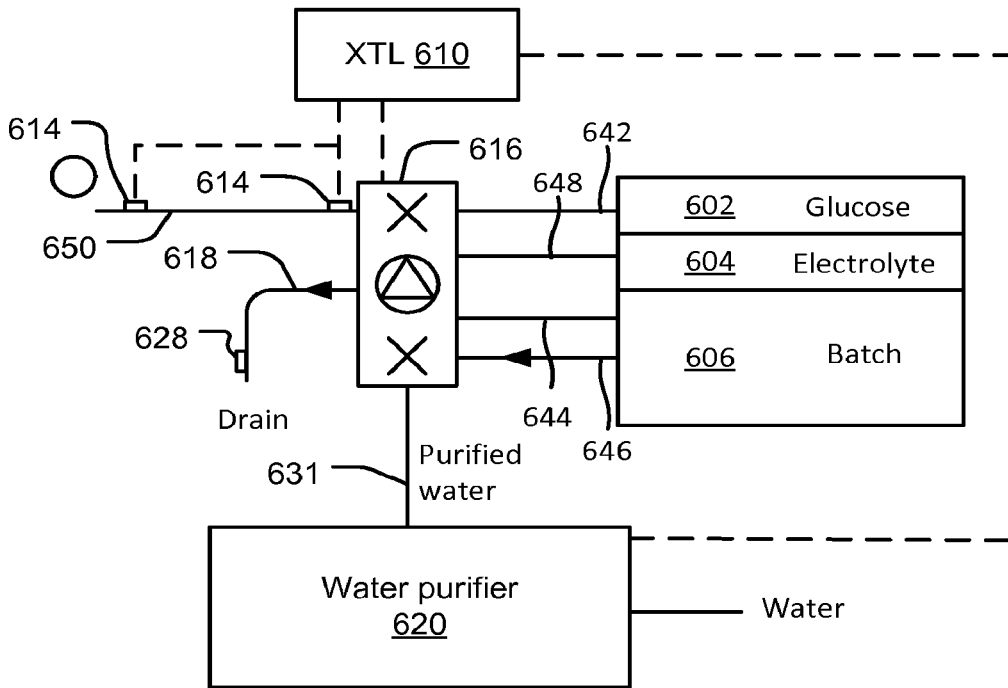 XTL 610
614
616
642
614
648
602 Glucose
650
618
604 Electrolyte
628
606 Batch
Drain
644
646
631
Purified
water
Water purifier
620
Water